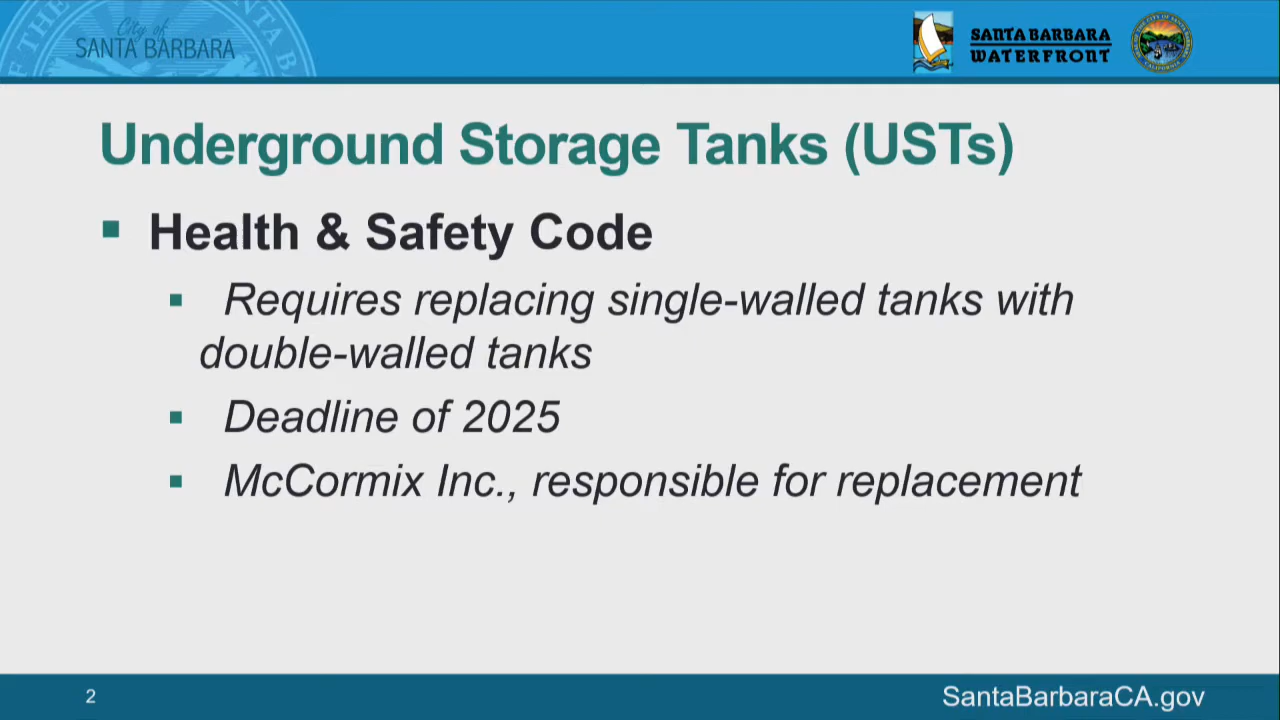 City of
SANTA BARBARA
SANTA BARBARA
WATERFRONT
Underground Storage Tanks (USTs)
Health & Safety Code
Requires replacing single-walled tanks with
double-walled tanks
Deadline of 2025
McCormix Inc., responsible for replacement
2
SantaBarbaraCA.gov